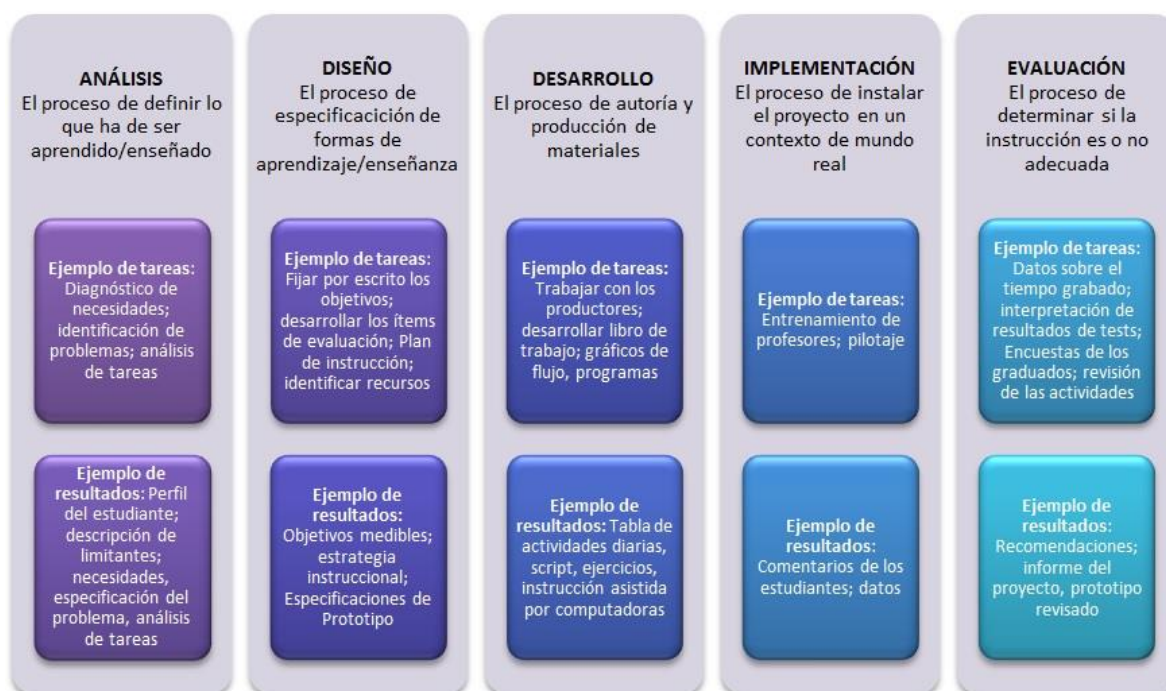 ANÁLISIS
El proceso de definir lo
que ha de ser
aprendido/enseñado
Ejemplo de tareas:
Diagnóstico de
necesidades;
identificación de
problemas; análisis
de tareas
Ejemplo de
resultados: Perfil
del estudiante;
descripción de
limitantes;
necesidades,
especificación del
problema, análisis
de tareas
DISEÑO
El proceso de
especificicición de
formas de
aprendizaje/enseñanza
Ejemplo de tareas:
Fijar por escrito los
objetivos;
desarrollar los ítems
de evaluación; Plan
de instrucción;
identificar recursos
Ejemplo de
resultados:
Objetivos medibles;
estrategia
instruccional;
Especificaciones de
Prototipo
DESARROLLO
El proceso de autoría y
producción de
materiales
Ejemplo de tareas:
Trabajar con los
productores;
desarrollar libro de
trabajo; gráficos de
flujo, programas
Ejemplo de
resultados: Tabla de
actividades diarias,
script, ejercicios,
instrucción asistida
por computadoras
IMPLEMENTACIÓN
El proceso de instalar
el proyecto en un
contexto de mundo
real
Ejemplo de tareas:
Entrenamiento de
profesores; pilotaje
Ejemplo de
resultados:
Comentarios de los
estudiantes; datos
EVALUACIÓN
El proceso de
determinar si la
instrucción es o no
adecuada
Ejemplo de tareas:
Datos sobre el
tiempo grabado;
interpretación de
resultados de tests;
Encuestas de los
graduados; revisión
de las actividades
Ejemplo de
resultados:
Recomendaciones;
informe del
proyecto, prototipo
revisado